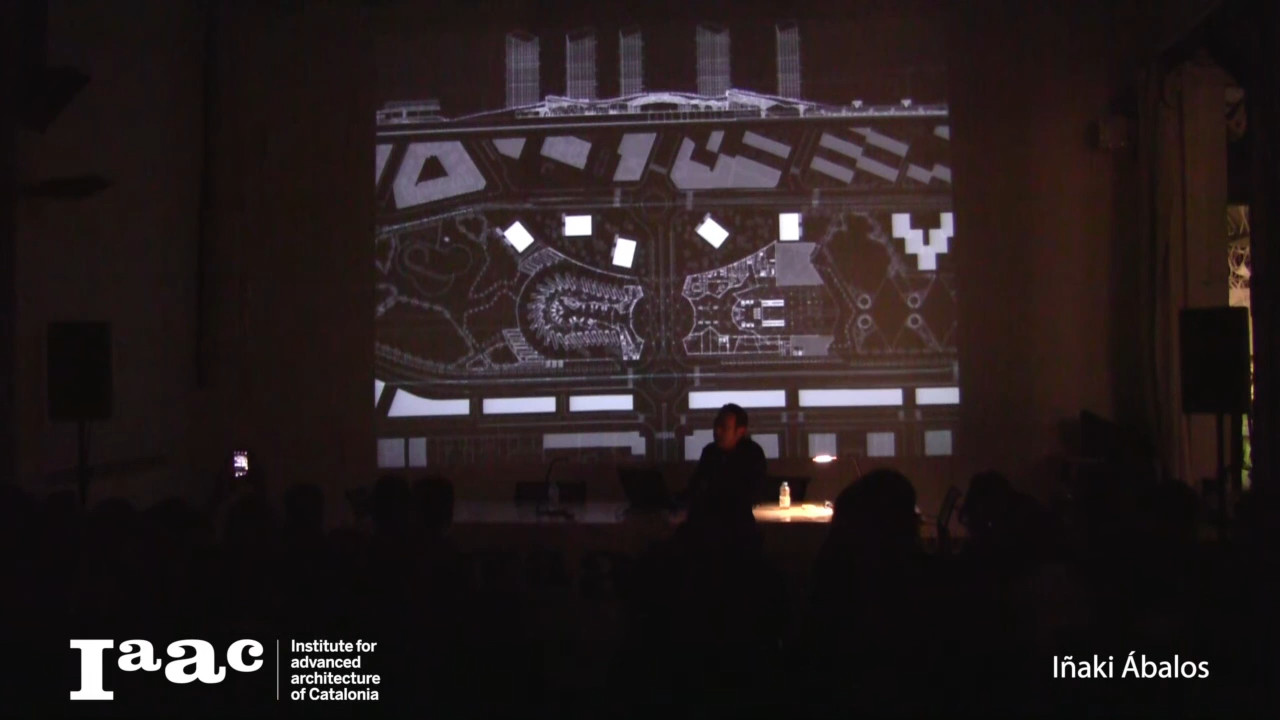 Iaac
Institute for
advanced
architecture
of Catalonia
Iñaki Ábalos